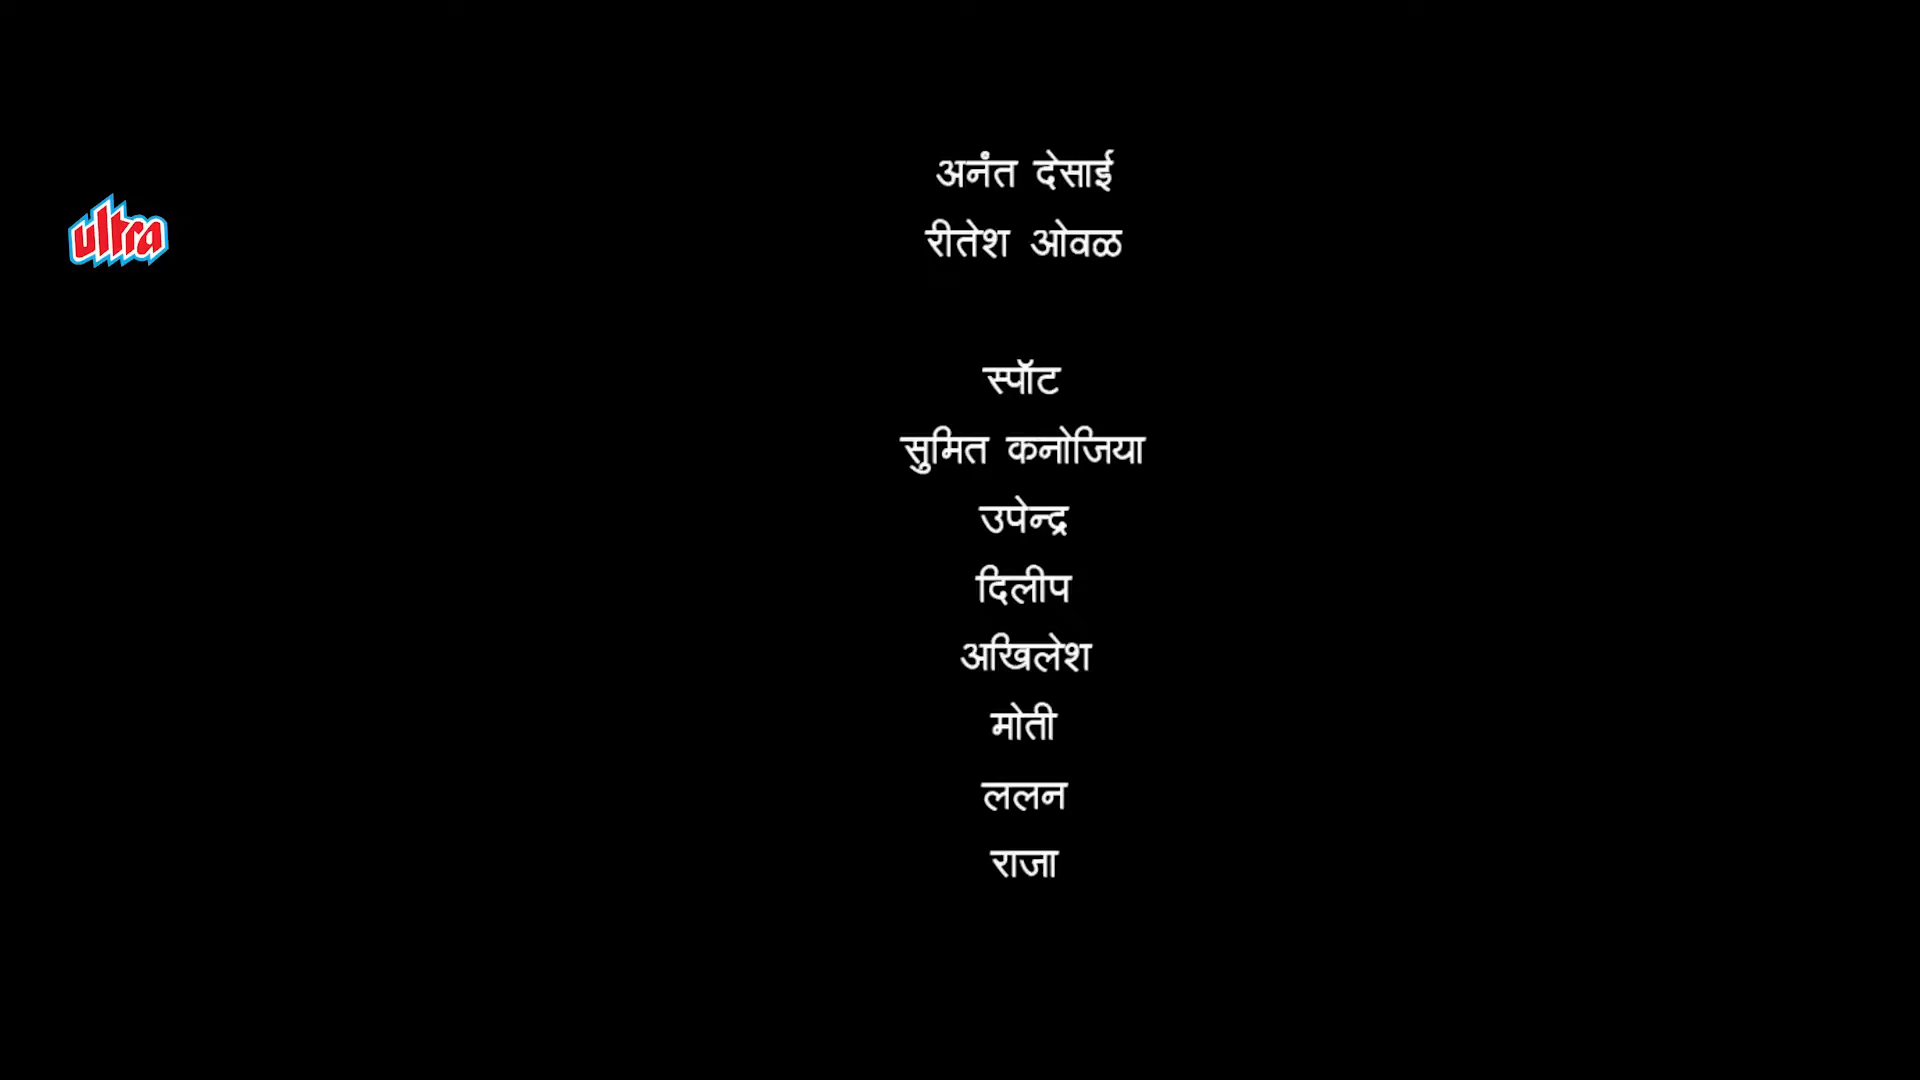 अनंत देसाई
ultra
रीतेश ओवळ
स्पॉट
सुमित कनोजिया
उपेन्द्र
दिलीप
अखिलेश
मोती
ललन
राजा